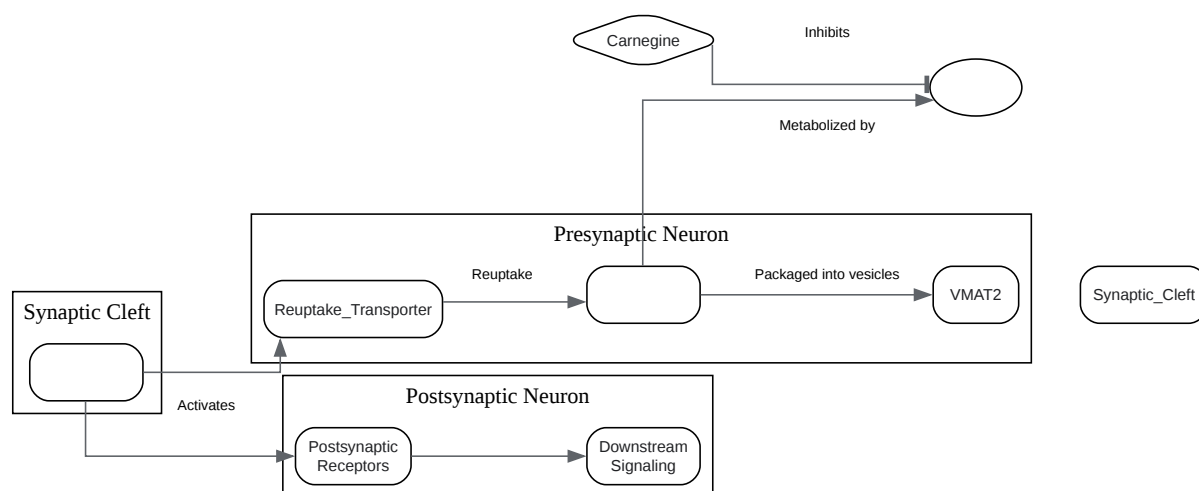 Carnegine
Inhibits
Metabolized by
Presynaptic Neuron
Reuptake
Packaged into vesicles
Reuptake_Transporter
VMAT2
Synaptic_Cleft
Synaptic Cleft
Activates
Postsynaptic Neuron
Postsynaptic
Receptors
Downstream
Signaling